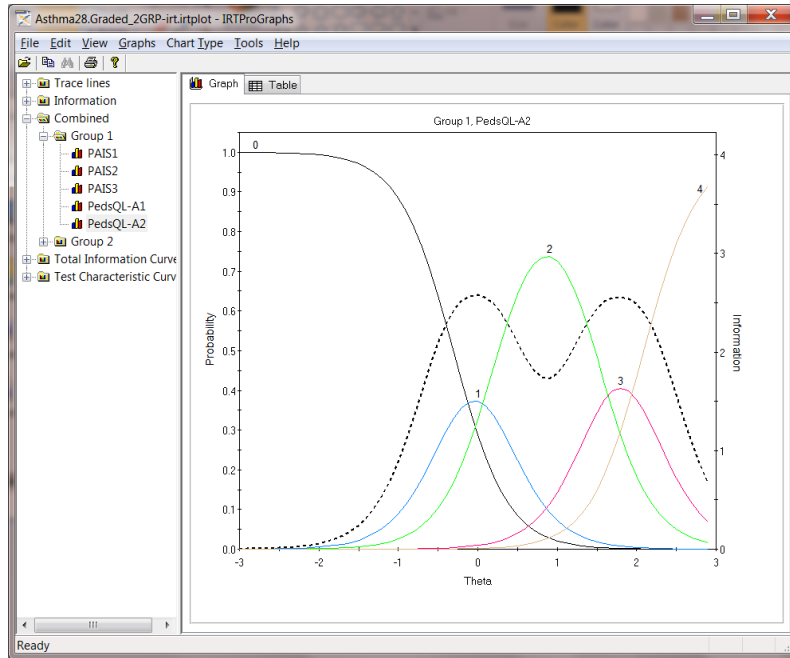 Asthma28.Graded_2GRP-irt.irtplot - IRTProGraphs
File Edit View Graphs Chart Type Tools Help
Trace lines
Information
Combined
Group 1
PAIS1
PAIS2
PAIS3
PedsQL-A1
PedsQL-A2
Group 2
Total Information Curve
Test Characteristic Curv
Graph Table
Group 1, PedsQL-A2
Probability
1.0
0.9
0.8
0.7
0.6
0.5
0.4
0.3
0.2
0.1
0.0
0
1
2
3
4
4
3
2
1
0
Information
-3 -2 -1 0 1 2 3
Theta
Ready